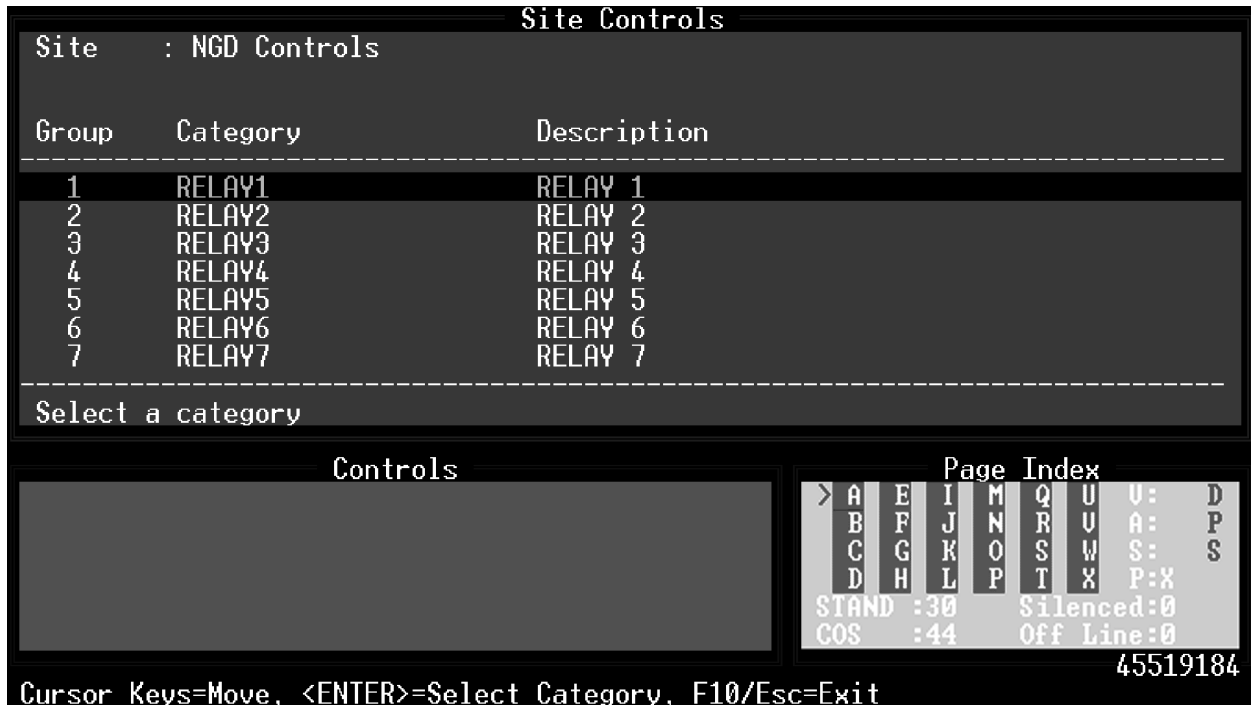 Site Controls
Site : NGD Controls
Group Category Description
1 RELAY1 RELAY 1
2 RELAY2 RELAY 2
3 RELAY3 RELAY 3
4 RELAY4 RELAY 4
5 RELAY5 RELAY 5
6 RELAY6 RELAY 6
7 RELAY7 RELAY 7
Select a category
Controls
Page Index
> A E I M Q U V: D
B F J N R V A: P
C G K O S W S: S
D H L P T X P:X
STAND :30 Silenced:0
COS :44 Off Line:0
45519184
Cursor Keys=Move, <ENTER>=Select Category, F10/Esc=Exit